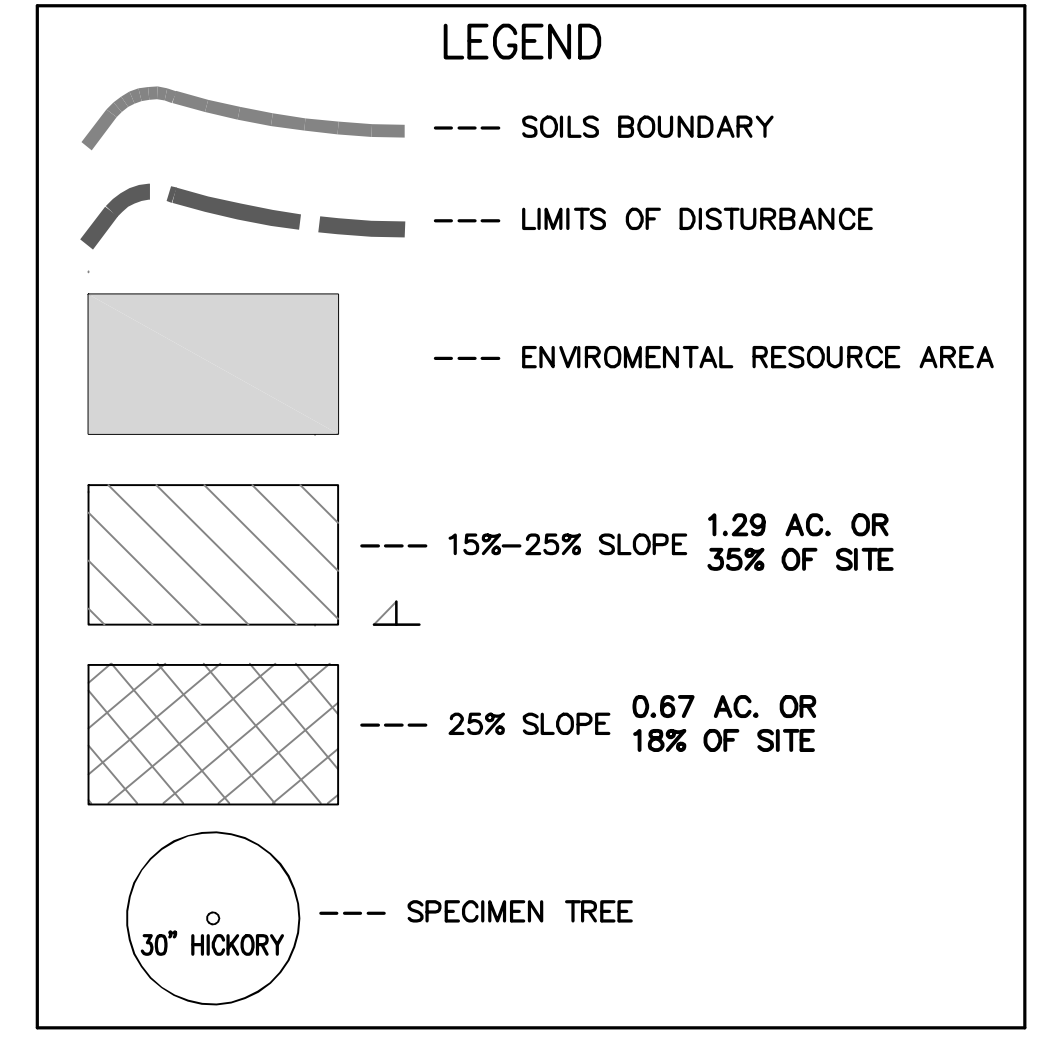 LEGEND
--- SOILS BOUNDARY
--- LIMITS OF DISTURBANCE
--- ENVIROMENTAL RESOURCE AREA
--- 15%-25% SLOPE
1.29 AC. OR
35% OF SITE
--- 25% SLOPE
0.67 AC. OR
18% OF SITE
--- SPECIMEN TREE
30" HICKORY